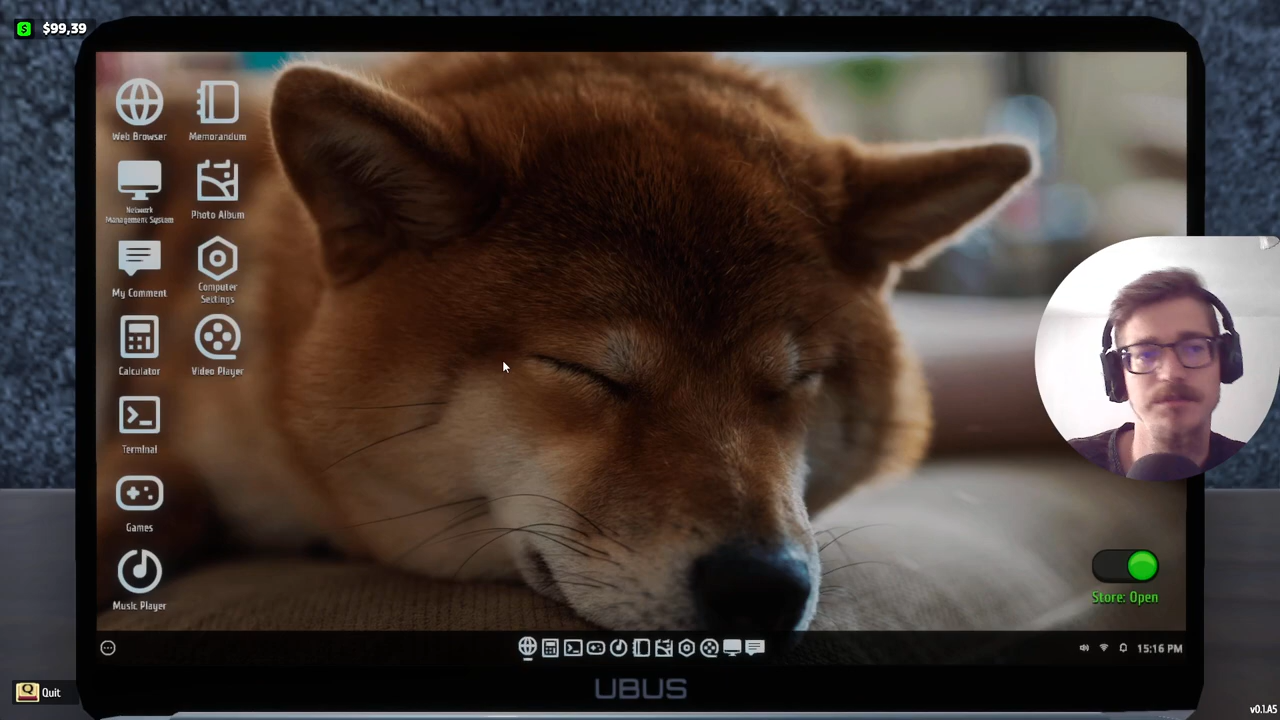 $99,39
Web Browser
Memorandum
Network
Management System
Photo Album
My Comment
Computer
Settings
Calculator
Video Player
Terminal
Games
Music Player
Store: Open
15:16 PM
UBUS
Q Quit
v0.1.A5